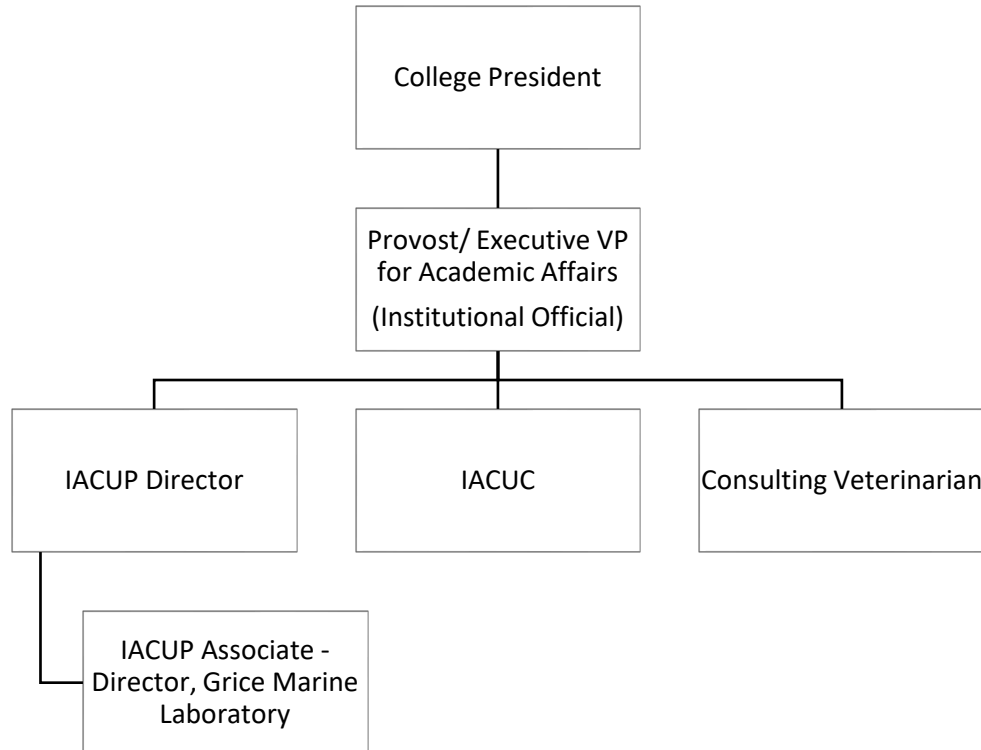 College President
Provost/ Executive VP
for Academic Affairs
(Institutional Official)
IACUP Director
IACUC
Consulting Veterinarian
IACUP Associate -
Director, Grice Marine
Laboratory